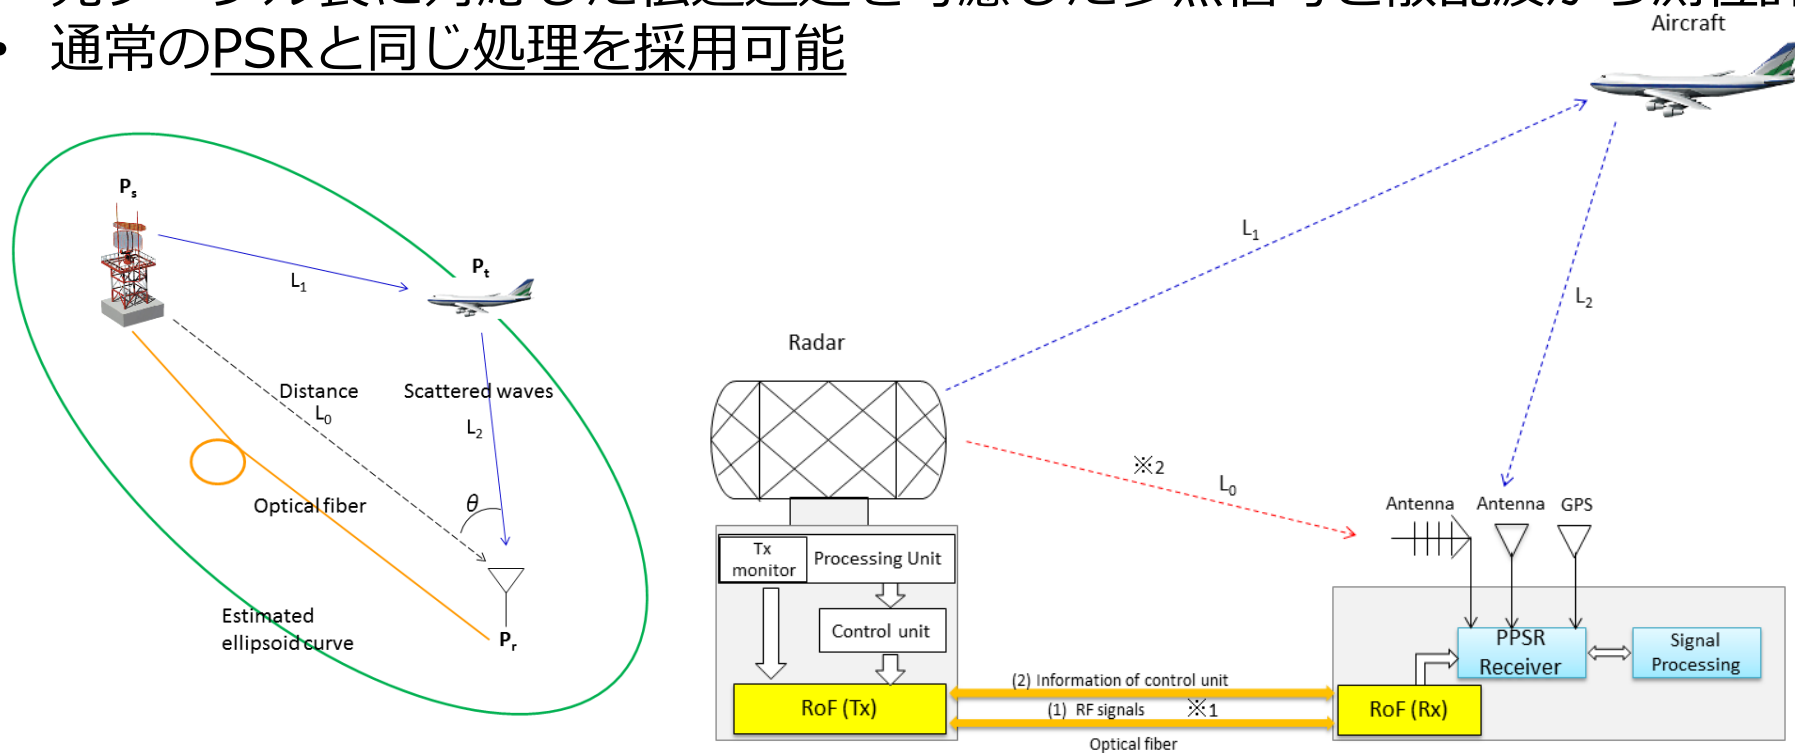 通常のPSRと同じ処理を採用可能
Aircraft
Ps
L1
Pt
Distance
L0
Scattered waves
L2
θ
Optical fiber
Estimated
ellipsoid curve
Pr
L1
L2
Radar
※2
L0
Antenna Antenna GPS
Tx
monitor
Processing Unit
Control unit
RoF (Tx)
(2) Information of control unit
(1) RF signals ※1
Optical fiber
PPSR
Receiver
Signal
Processing
RoF (Rx)